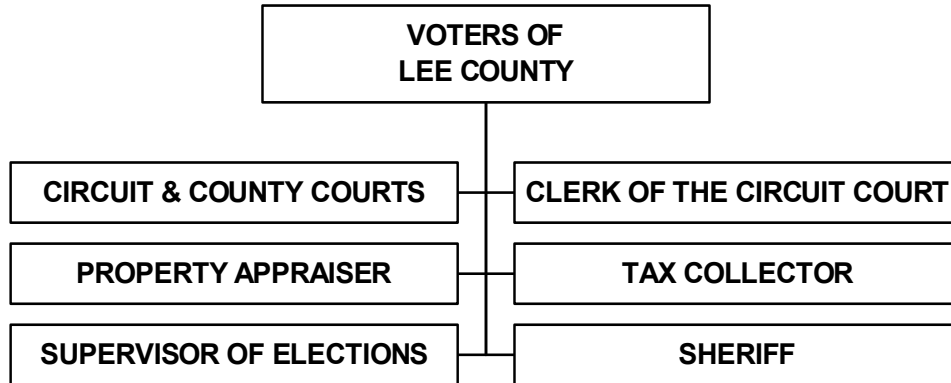 VOTERS OF
LEE COUNTY
CIRCUIT & COUNTY COURTS
CLERK OF THE CIRCUIT COURT
PROPERTY APPRAISER
TAX COLLECTOR
SUPERVISOR OF ELECTIONS
SHERIFF